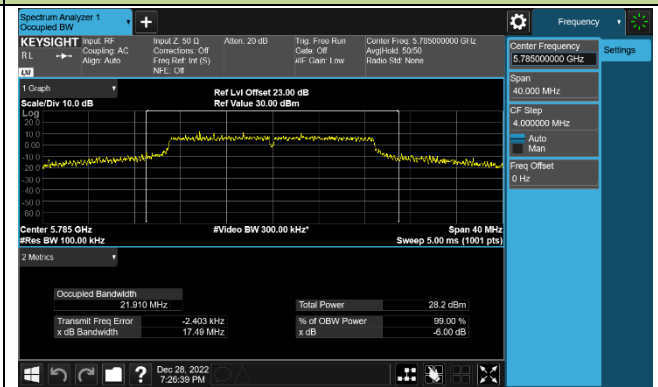 Spectrum Analyzer 1
Occupied BW
+
Frequency
KEYSIGHT
RL
LXI
Input: RF
Coupling: AC
Align: Auto
Input Z: 50 Ω
Corrections: Off
Freq Ref: Int (S)
NFE: Off
Atten: 20 dB
Trig: Free Run
Gate: Off
#IF Gain: Low
Center Freq: 5.785000000 GHz
Avg|Hold: 50/50
Radio Std: None
Center Frequency
5.785000000 GHz
Settings
Span
40.000 MHz
CF Step
4.000000 MHz
Auto
Man
Freq Offset
0 Hz
1 Graph
Scale/Div 10.0 dB
Ref Lvl Offset 23.00 dB
Ref Value 30.00 dBm
Log
20.0
10.0
0.00
-10.0
-20.0
-30.0
-40.0
-50.0
-60.0
Center 5.785 GHz
#Res BW 100.00 kHz
#Video BW 300.00 kHz*
Span 40 MHz
Sweep 5.00 ms (1001 pts)
2 Metrics
Occupied Bandwidth
21.910 MHz
Total Power 28.2 dBm
Transmit Freq Error -2.403 kHz
% of OBW Power 99.00 %
x dB Bandwidth 17.49 MHz
x dB -6.00 dB
?
Dec 28, 2022
7:26:39 PM